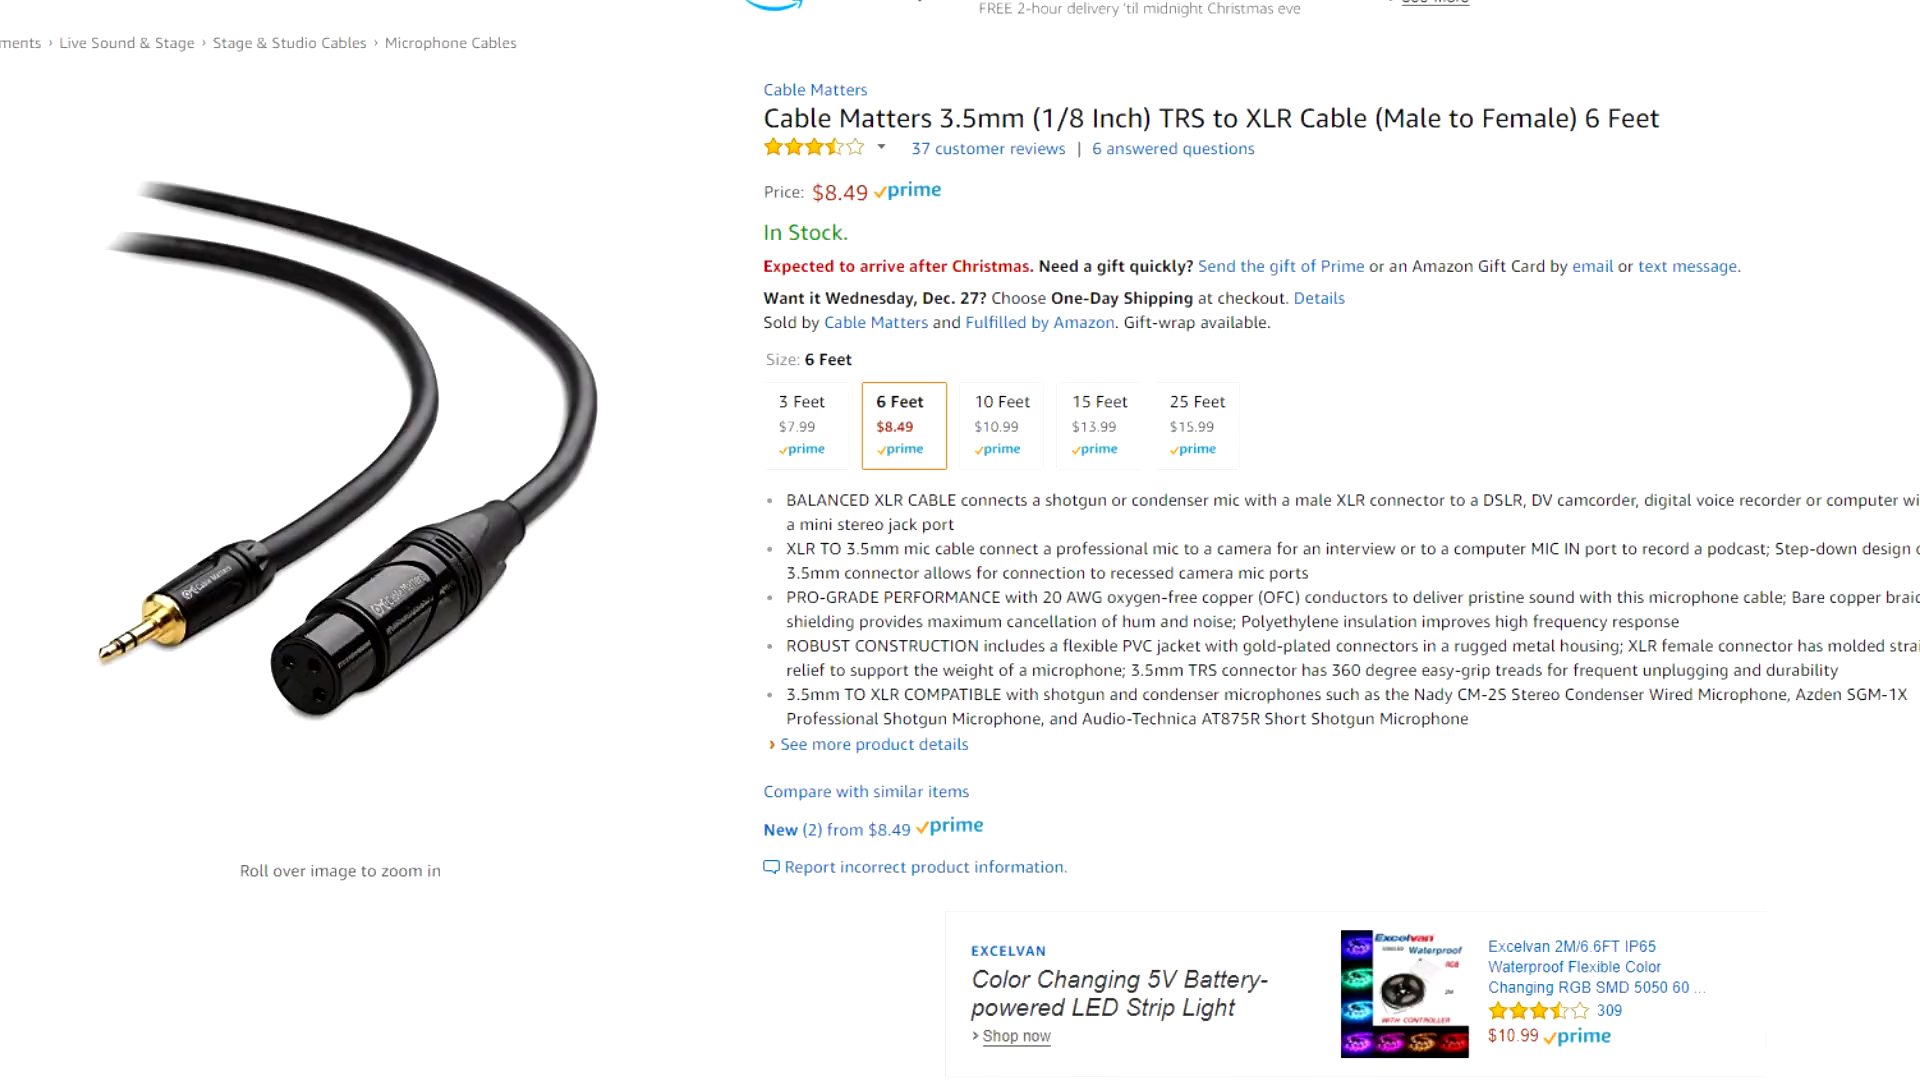 FREE 2-hour delivery 'til midnight Christmas eve
ments › Live Sound & Stage › Stage & Studio Cables › Microphone Cables
Cable Matters
Cable Matters 3.5mm (1/8 Inch) TRS to XLR Cable (Male to Female) 6 Feet
37 customer reviews | 6 answered questions
Price: $8.49 prime
In Stock.
Expected to arrive after Christmas. Need a gift quickly? Send the gift of Prime or an Amazon Gift Card by email or text message.
Want it Wednesday, Dec. 27? Choose One-Day Shipping at checkout. Details
Sold by Cable Matters and Fulfilled by Amazon. Gift-wrap available.
Size: 6 Feet
3 Feet 6 Feet 10 Feet 15 Feet 25 Feet
$7.99 $8.49 $10.99 $13.99 $15.99
prime prime prime prime prime
• BALANCED XLR CABLE connects a shotgun or condenser mic with a male XLR connector to a DSLR, DV camcorder, digital voice recorder or computer wi
a mini stereo jack port
• XLR TO 3.5mm mic cable connect a professional mic to a camera for an interview or to a computer MIC IN port to record a podcast; Step-down design
3.5mm connector allows for connection to recessed camera mic ports
• PRO-GRADE PERFORMANCE with 20 AWG oxygen-free copper (OFC) conductors to deliver pristine sound with this microphone cable; Bare copper braid
shielding provides maximum cancellation of hum and noise; Polyethylene insulation improves high frequency response
• ROBUST CONSTRUCTION includes a flexible PVC jacket with gold-plated connectors in a rugged metal housing; XLR female connector has molded strai
relief to support the weight of a microphone; 3.5mm TRS connector has 360 degree easy-grip treads for frequent unplugging and durability
• 3.5mm TO XLR COMPATIBLE with shotgun and condenser microphones such as the Nady CM-2S Stereo Condenser Wired Microphone, Azden SGM-1X
Professional Shotgun Microphone, and Audio-Technica AT875R Short Shotgun Microphone
› See more product details
Compare with similar items
New (2) from $8.49 prime
Report incorrect product information.
Cable Matters
Cable Matters
Roll over image to zoom in
EXCELVAN
Color Changing 5V Battery-
powered LED Strip Light
› Shop now
Excelvan
Waterproof
RGB
2M
WITH CONTROLLER
Excelvan 2M/6.6FT IP65
Waterproof Flexible Color
Changing RGB SMD 5050 60 ...
309
$10.99 prime